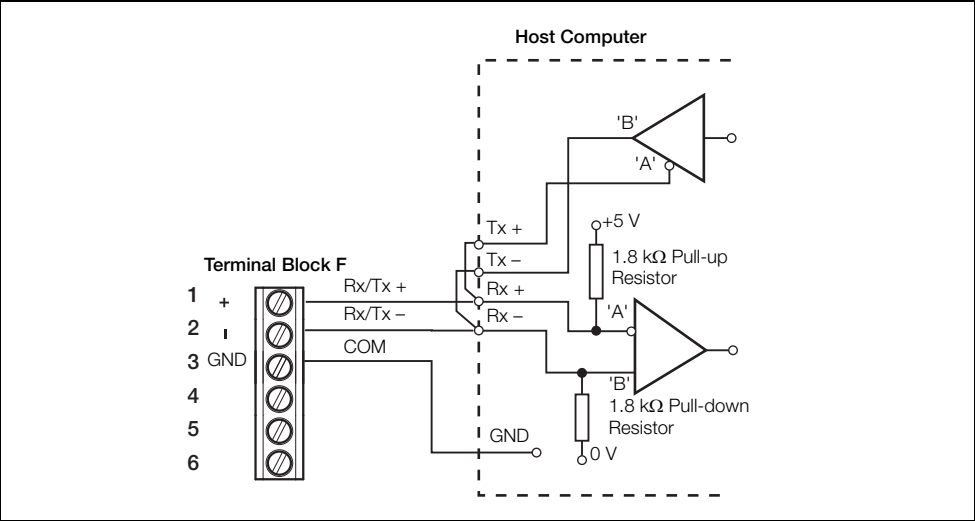 Host Computer
'B'
'A'
Tx +
+5 V
Tx –
1.8 kΩ Pull-up
Resistor
Terminal Block F
1 +
Rx/Tx +
Rx +
'A'
2 –
Rx/Tx –
Rx –
3 GND
COM
'B'
4
1.8 kΩ Pull-down
Resistor
5
GND
0 V
6